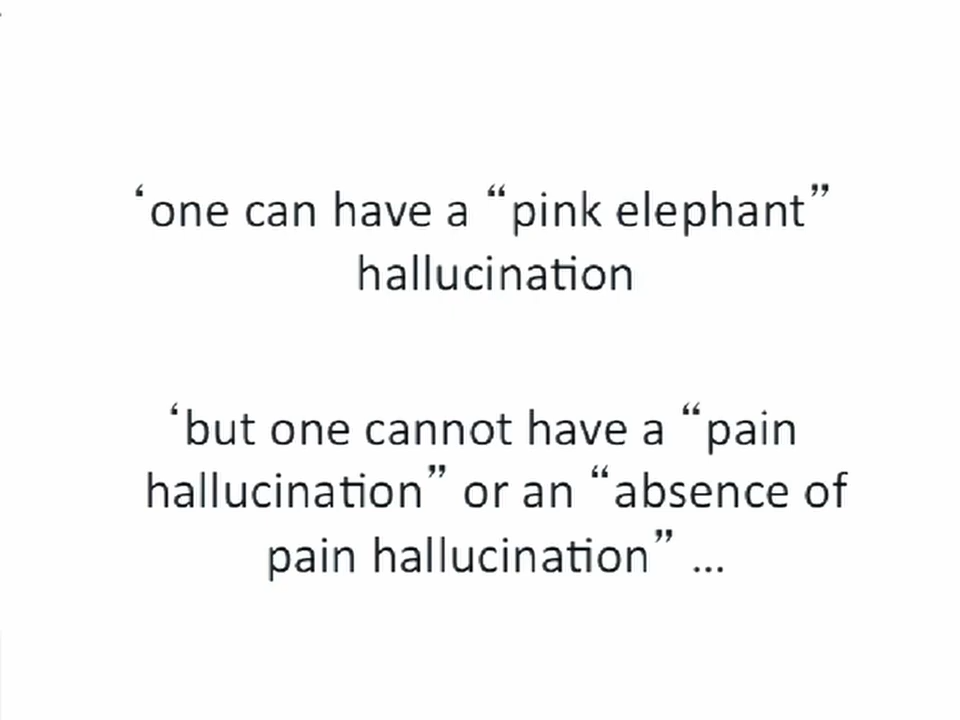 ‘one can have a “pink elephant”
hallucination
‘but one cannot have a “pain
hallucination” or an “absence of
pain hallucination” ...